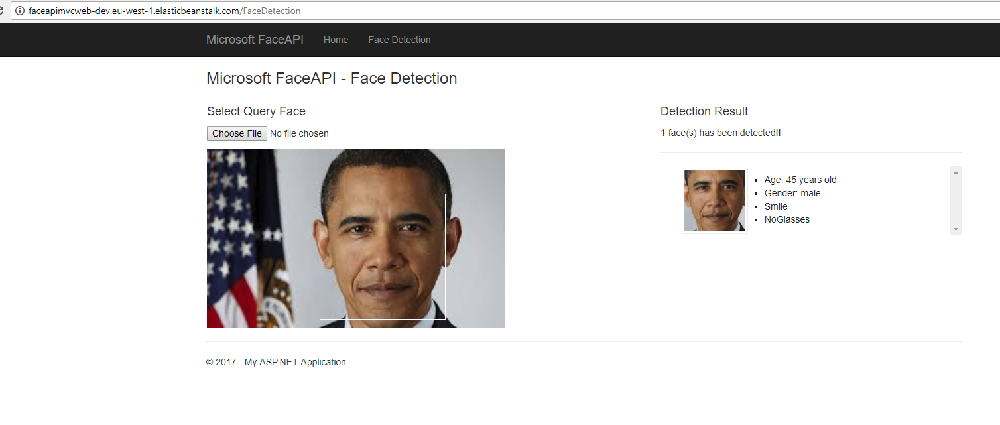 faceapimvcweb-dev.eu-west-1.elasticbeanstalk.com/FaceDetection
Microsoft FaceAPI Home Face Detection
Microsoft FaceAPI - Face Detection
Select Query Face
Choose File No file chosen
Detection Result
1 face(s) has been detected!!
Age: 45 years old
Gender: male
Smile
NoGlasses
© 2017 - My ASP.NET Application